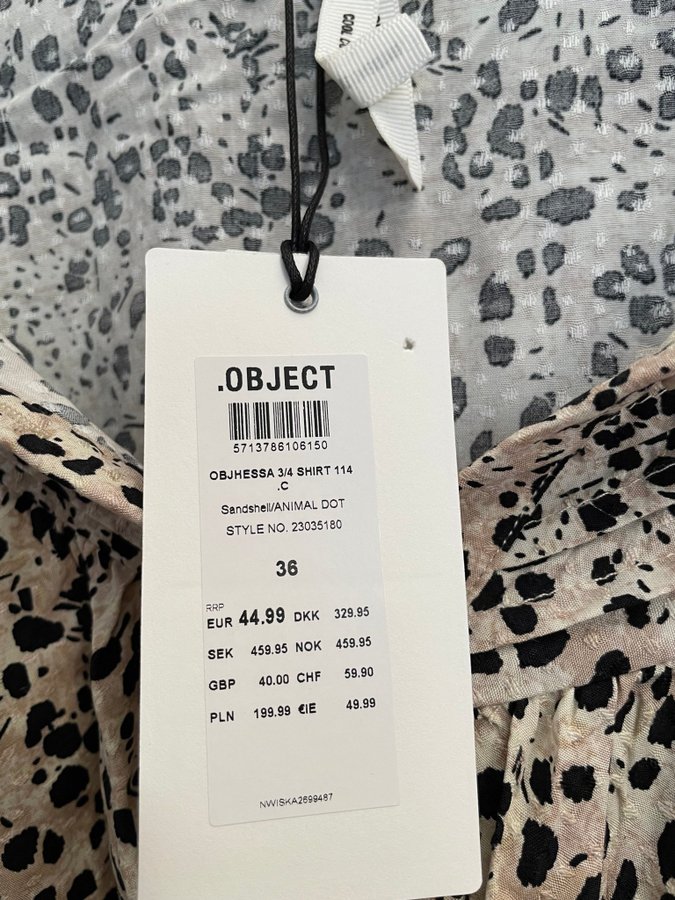 COOL
.OBJECT
5713786106150
OBJHESSA 3/4 SHIRT 114
.C
Sandshell/ANIMAL DOT
STYLE NO. 23035180
36
RRP
EUR 44.99 DKK 329.95
SEK 459.95 NOK 459.95
GBP 40.00 CHF 59.90
PLN 199.99 €IE 49.99
NWISKA2699487